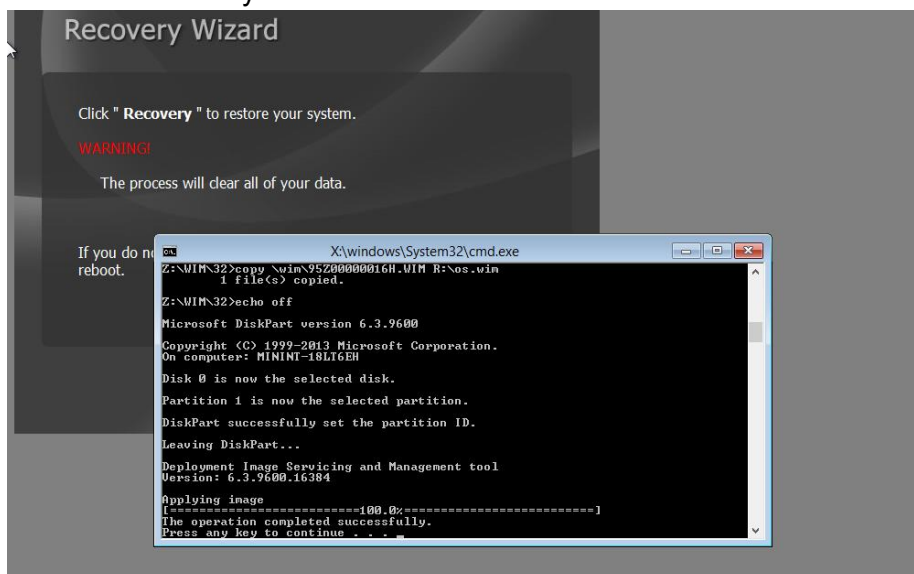 Recovery Wizard
Click " Recovery " to restore your system.
WARNING!
The process will clear all of your data.
If you do
reboot.
X:\windows\System32\cmd.exe
Z:\WIM\32>copy \wim\95Z00000016H.WIM R:\os.wim
1 file(s) copied.
Z:\WIM\32>echo off
Microsoft DiskPart version 6.3.9600
Copyright (C) 1999-2013 Microsoft Corporation.
On computer: MININT-18LT6EH
Disk 0 is now the selected disk.
Partition 1 is now the selected partition.
DiskPart successfully set the partition ID.
Leaving DiskPart...
Deployment Image Servicing and Management tool
Version: 6.3.9600.16384
Applying image
[==========================100.0%==========================]
The operation completed successfully.
Press any key to continue . . . _